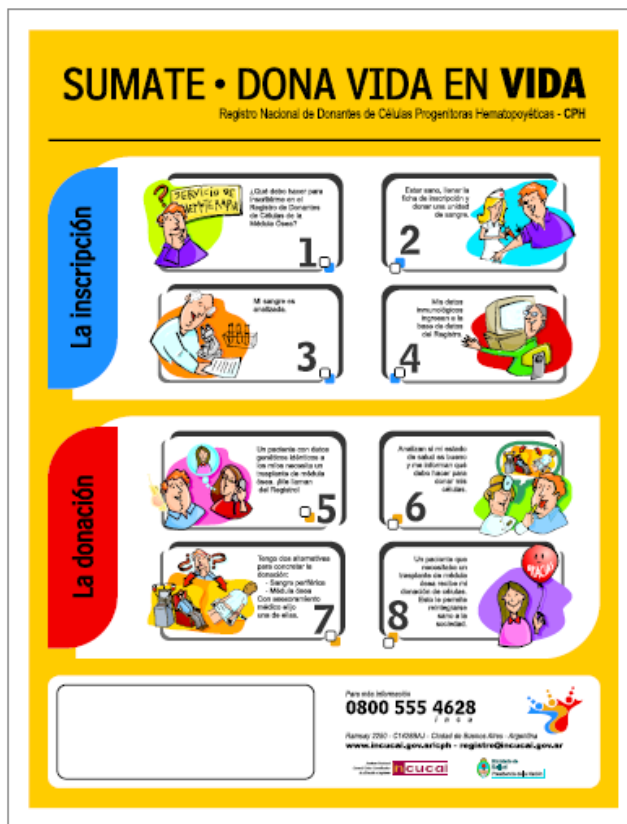 SUMATE • DONA VIDA EN VIDA
Registro Nacional de Donantes de Células Progenitoras Hematopoyéticas - CPH
La inscripción
SERVICIO DE
HEMOTERAPIA
¿Qué debo hacer para
inscribirme en el
Registro de Donantes
de Células de la
Médula Ósea?
1
Estar sano, llenar la
ficha de inscripción y
donar una unidad
de sangre.
2
Mi sangre es
analizada.
3
Mis datos
inmunológicos
ingresan a la
base de datos
del Registro.
4
La donación
Un paciente con datos
genéticos idénticos a
los míos necesita un
trasplante de médula
ósea. ¡Me llaman
del Registro!
5
Analizan si mi estado
de salud es bueno
y me informan qué
debo hacer para
donar mis
células.
6
Tengo dos alternativas
para concretar la
donación:
- Sangre periférica
- Médula ósea
Con asesoramiento
médico elijo
una de ellas.
7
Un paciente que
necesitaba un
trasplante de médula
ósea recibe mi
donación de células.
Esto le permite
reintegrarse
sano a la
sociedad.
8
Para más información
0800 555 4628
i n c a
Ramsay 2250 - C1428BAJ - Ciudad de Buenos Aires - Argentina
www.incucai.gov.ar/cph - registro@incucai.gov.ar
incucai
Ministerio de
Salud
Presidencia de la Nación